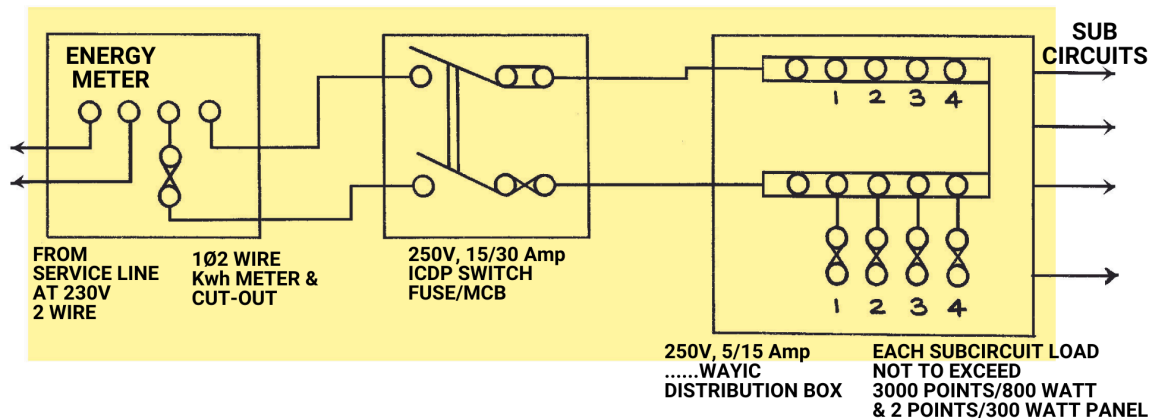 ENERGY
METER
SUB
CIRCUITS
1 2 3 4
1 2 3 4
FROM
SERVICE LINE
AT 230V
2 WIRE
1Ø2 WIRE
Kwh METER &
CUT-OUT
250V, 15/30 Amp
ICDP SWITCH
FUSE/MCB
250V, 5/15 Amp
......WAYIC
DISTRIBUTION BOX
EACH SUBCIRCUIT LOAD
NOT TO EXCEED
3000 POINTS/800 WATT
& 2 POINTS/300 WATT PANEL